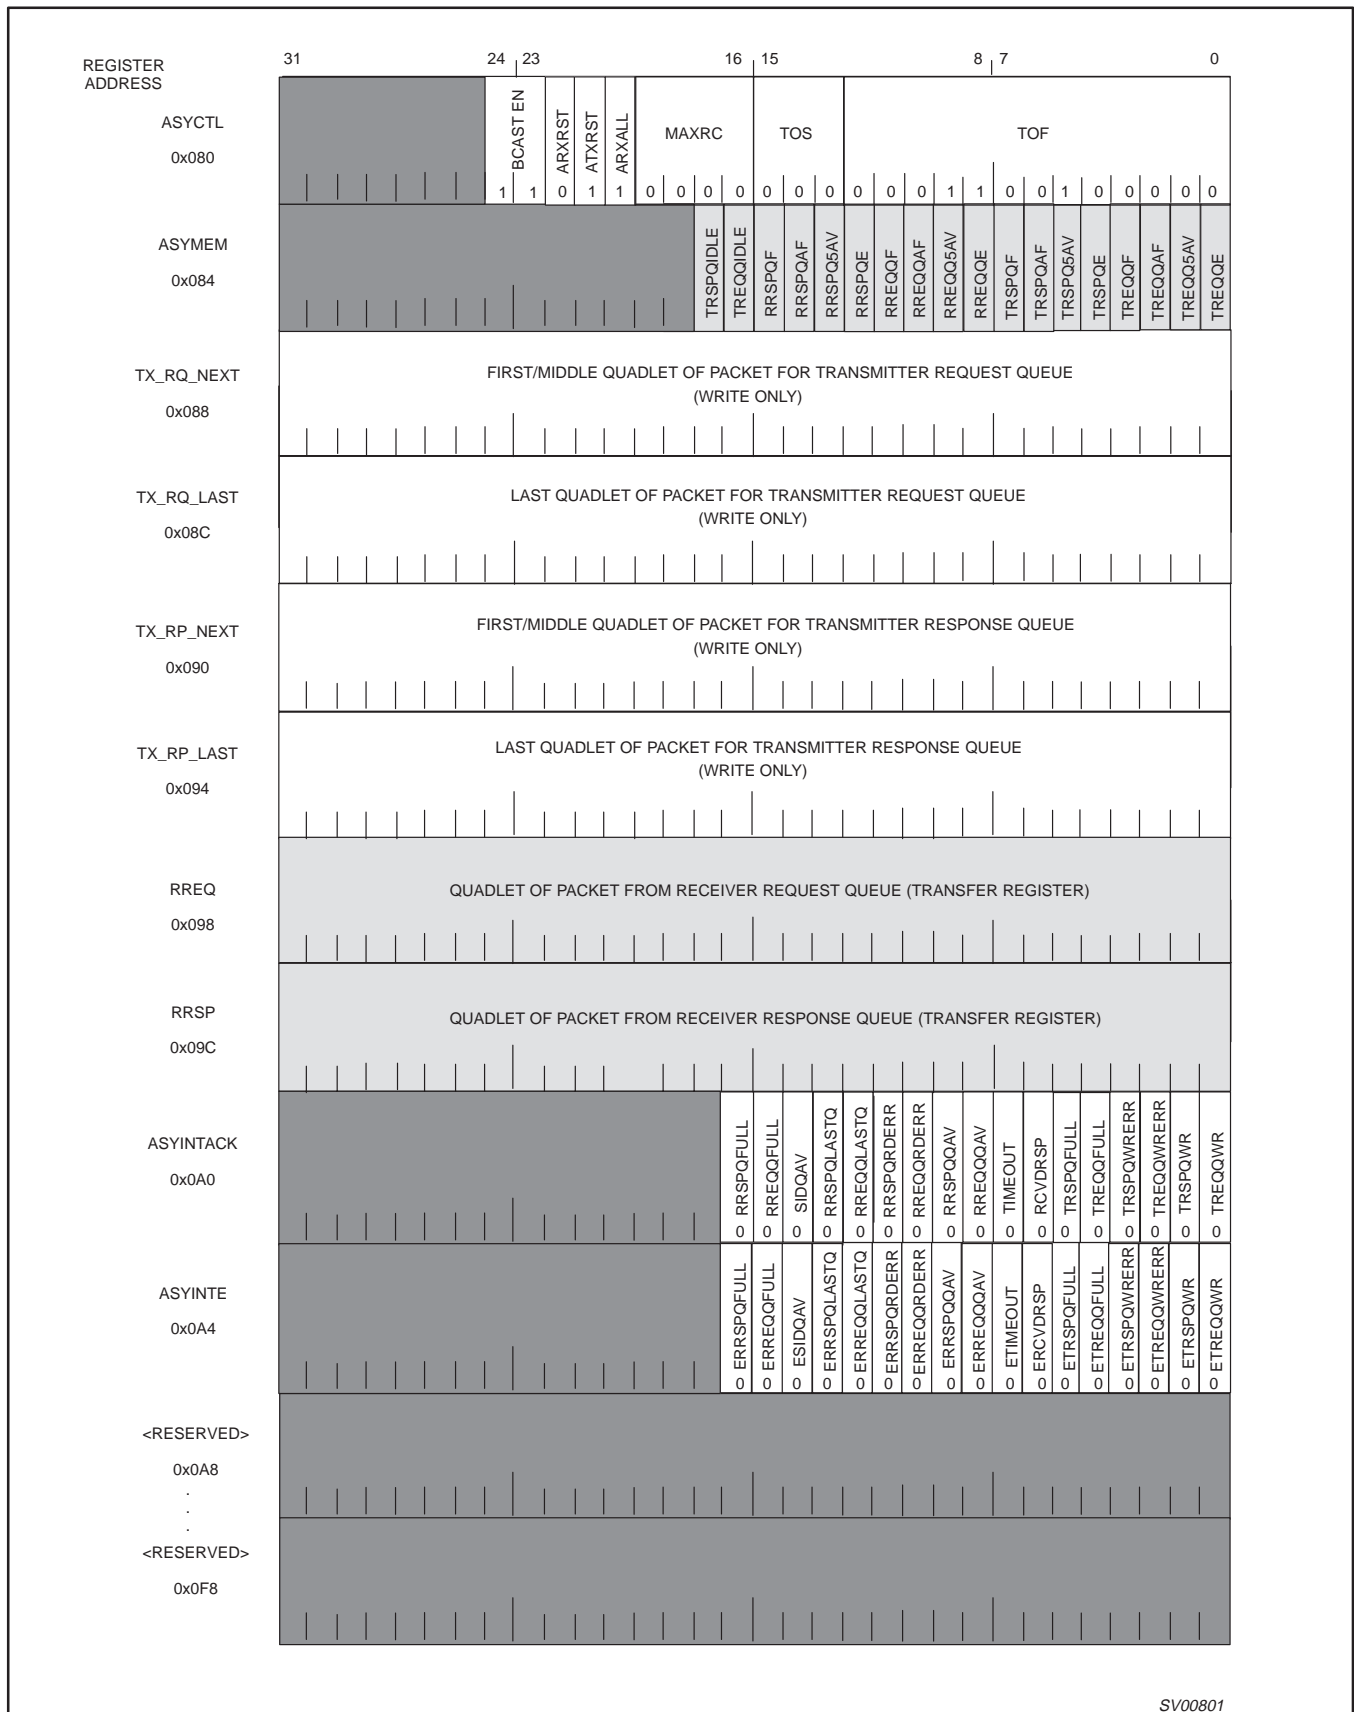 REGISTER ADDRESS
31 24 23 16 15 8 7 0
ASYCTL
0x080
BCAST EN ARXRST ATXRST ARXALL MAXRC TOS TOF
1 1 0 1 1 0 0 0 0 0 0 0 0 0 0 1 1 0 0 1 0 0 0 0 0
ASYMEM
0x084
TRSPQIDLE TREQQIDLE RRSPQF RRSPQAF RRSPQ5AV RRSPQE RREQQF RREQQAF RREQQ5AV RREQQE TRSPQF TRSPQAF TRSPQ5AV TRSPQE TREQQF TREQQAF TREQQ5AV TREQQE
TX_RQ_NEXT
0x088
FIRST/MIDDLE QUADLET OF PACKET FOR TRANSMITTER REQUEST QUEUE
(WRITE ONLY)
TX_RQ_LAST
0x08C
LAST QUADLET OF PACKET FOR TRANSMITTER REQUEST QUEUE
(WRITE ONLY)
TX_RP_NEXT
0x090
FIRST/MIDDLE QUADLET OF PACKET FOR TRANSMITTER RESPONSE QUEUE
(WRITE ONLY)
TX_RP_LAST
0x094
LAST QUADLET OF PACKET FOR TRANSMITTER RESPONSE QUEUE
(WRITE ONLY)
RREQ
0x098
QUADLET OF PACKET FROM RECEIVER REQUEST QUEUE (TRANSFER REGISTER)
RRSP
0x09C
QUADLET OF PACKET FROM RECEIVER RESPONSE QUEUE (TRANSFER REGISTER)
ASYINTACK
0x0A0
RRSPQFULL RREQQFULL SIDQAV RRSPQLASTQ RREQQLASTQ RRSPQRDERR RREQQRDERR RRSPQQAV RREQQQAV TIMEOUT RCVDRSP TRSPQFULL TREQQFULL TRSPQWRERR TREQQWRERR TRSPQWR TREQQWR
0 0 0 0 0 0 0 0 0 0 0 0 0 0 0 0 0
ASYINTE
0x0A4
ERRSPQFULL ERREQQFULL ESIDQAV ERRSPQLASTQ ERREQQLASTQ ERRSPQRDERR ERREQQRDERR ERRSPQQAV ERREQQQAV ETIMEOUT ERCVDRSP ETRSPQFULL ETREQQFULL ETRSPQWRERR ETREQQWRERR ETRSPQWR ETREQQWR
0 0 0 0 0 0 0 0 0 0 0 0 0 0 0 0 0
<RESERVED>
0x0A8
.
.
.
<RESERVED>
0x0F8
SV00801